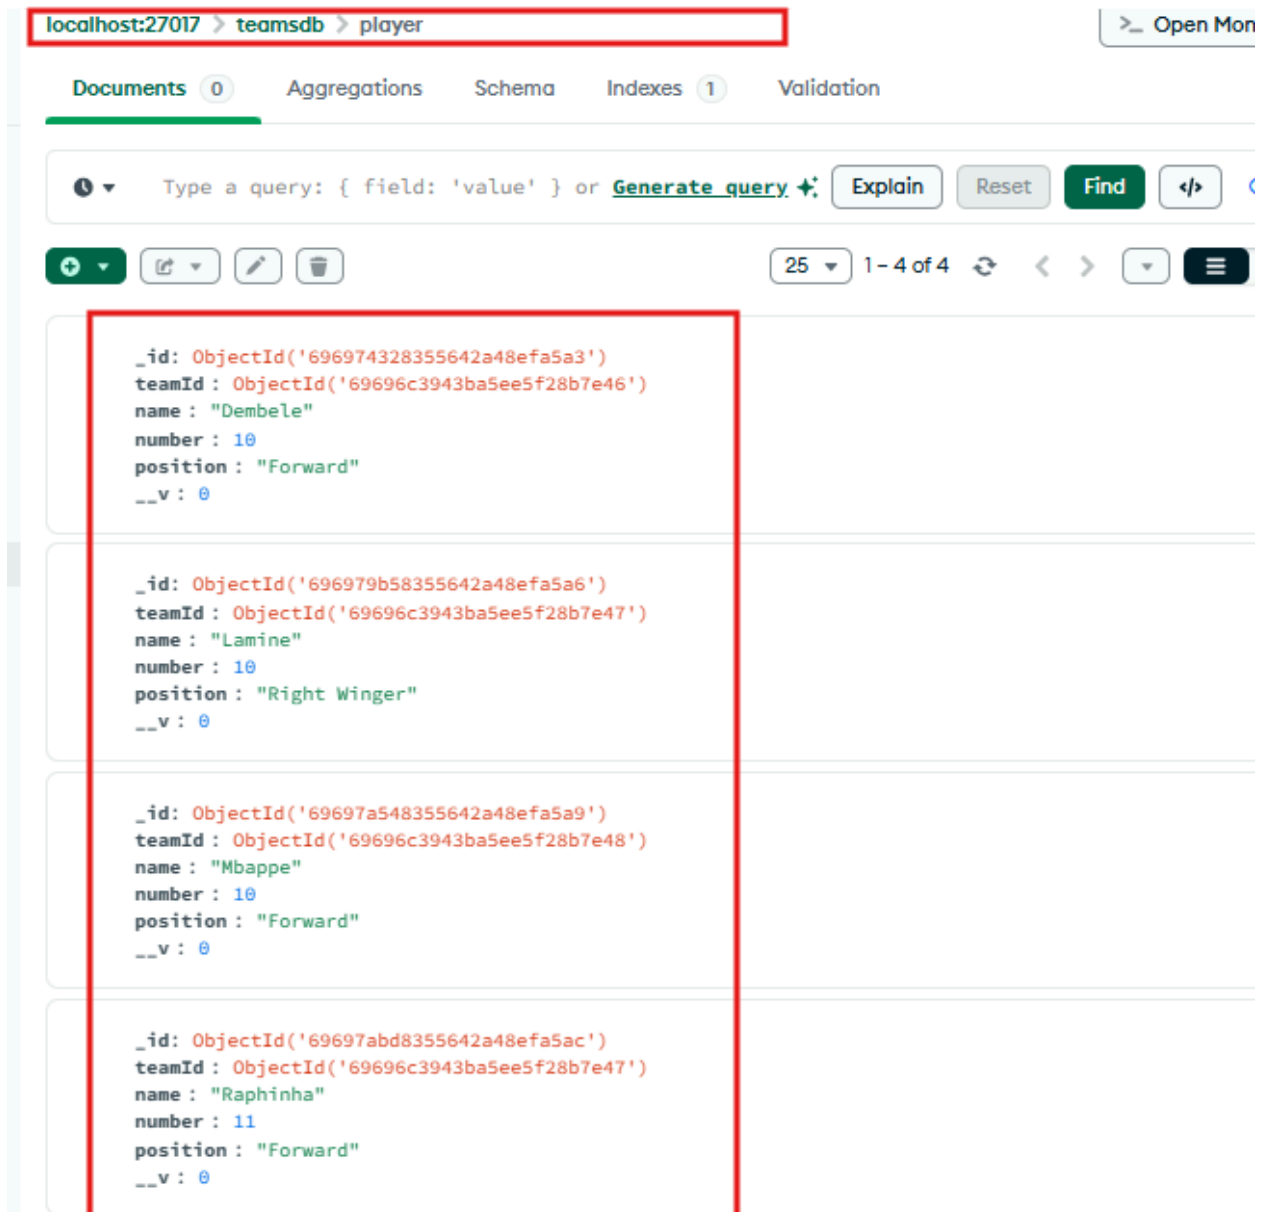 localhost:27017 > teamsdb > player
>_ Open Mon
Documents 0 Aggregations Schema Indexes 1 Validation
Type a query: { field: 'value' } or Generate query Explain Reset Find </>
25 1 – 4 of 4
_id: ObjectId('696974328355642a48efa5a3')
teamId : ObjectId('69696c3943ba5ee5f28b7e46')
name : "Dembele"
number : 10
position : "Forward"
__v : 0
_id: ObjectId('696979b58355642a48efa5a6')
teamId : ObjectId('69696c3943ba5ee5f28b7e47')
name : "Lamine"
number : 10
position : "Right Winger"
__v : 0
_id: ObjectId('69697a548355642a48efa5a9')
teamId : ObjectId('69696c3943ba5ee5f28b7e48')
name : "Mbappe"
number : 10
position : "Forward"
__v : 0
_id: ObjectId('69697abd8355642a48efa5ac')
teamId : ObjectId('69696c3943ba5ee5f28b7e47')
name : "Raphinha"
number : 11
position : "Forward"
__v : 0